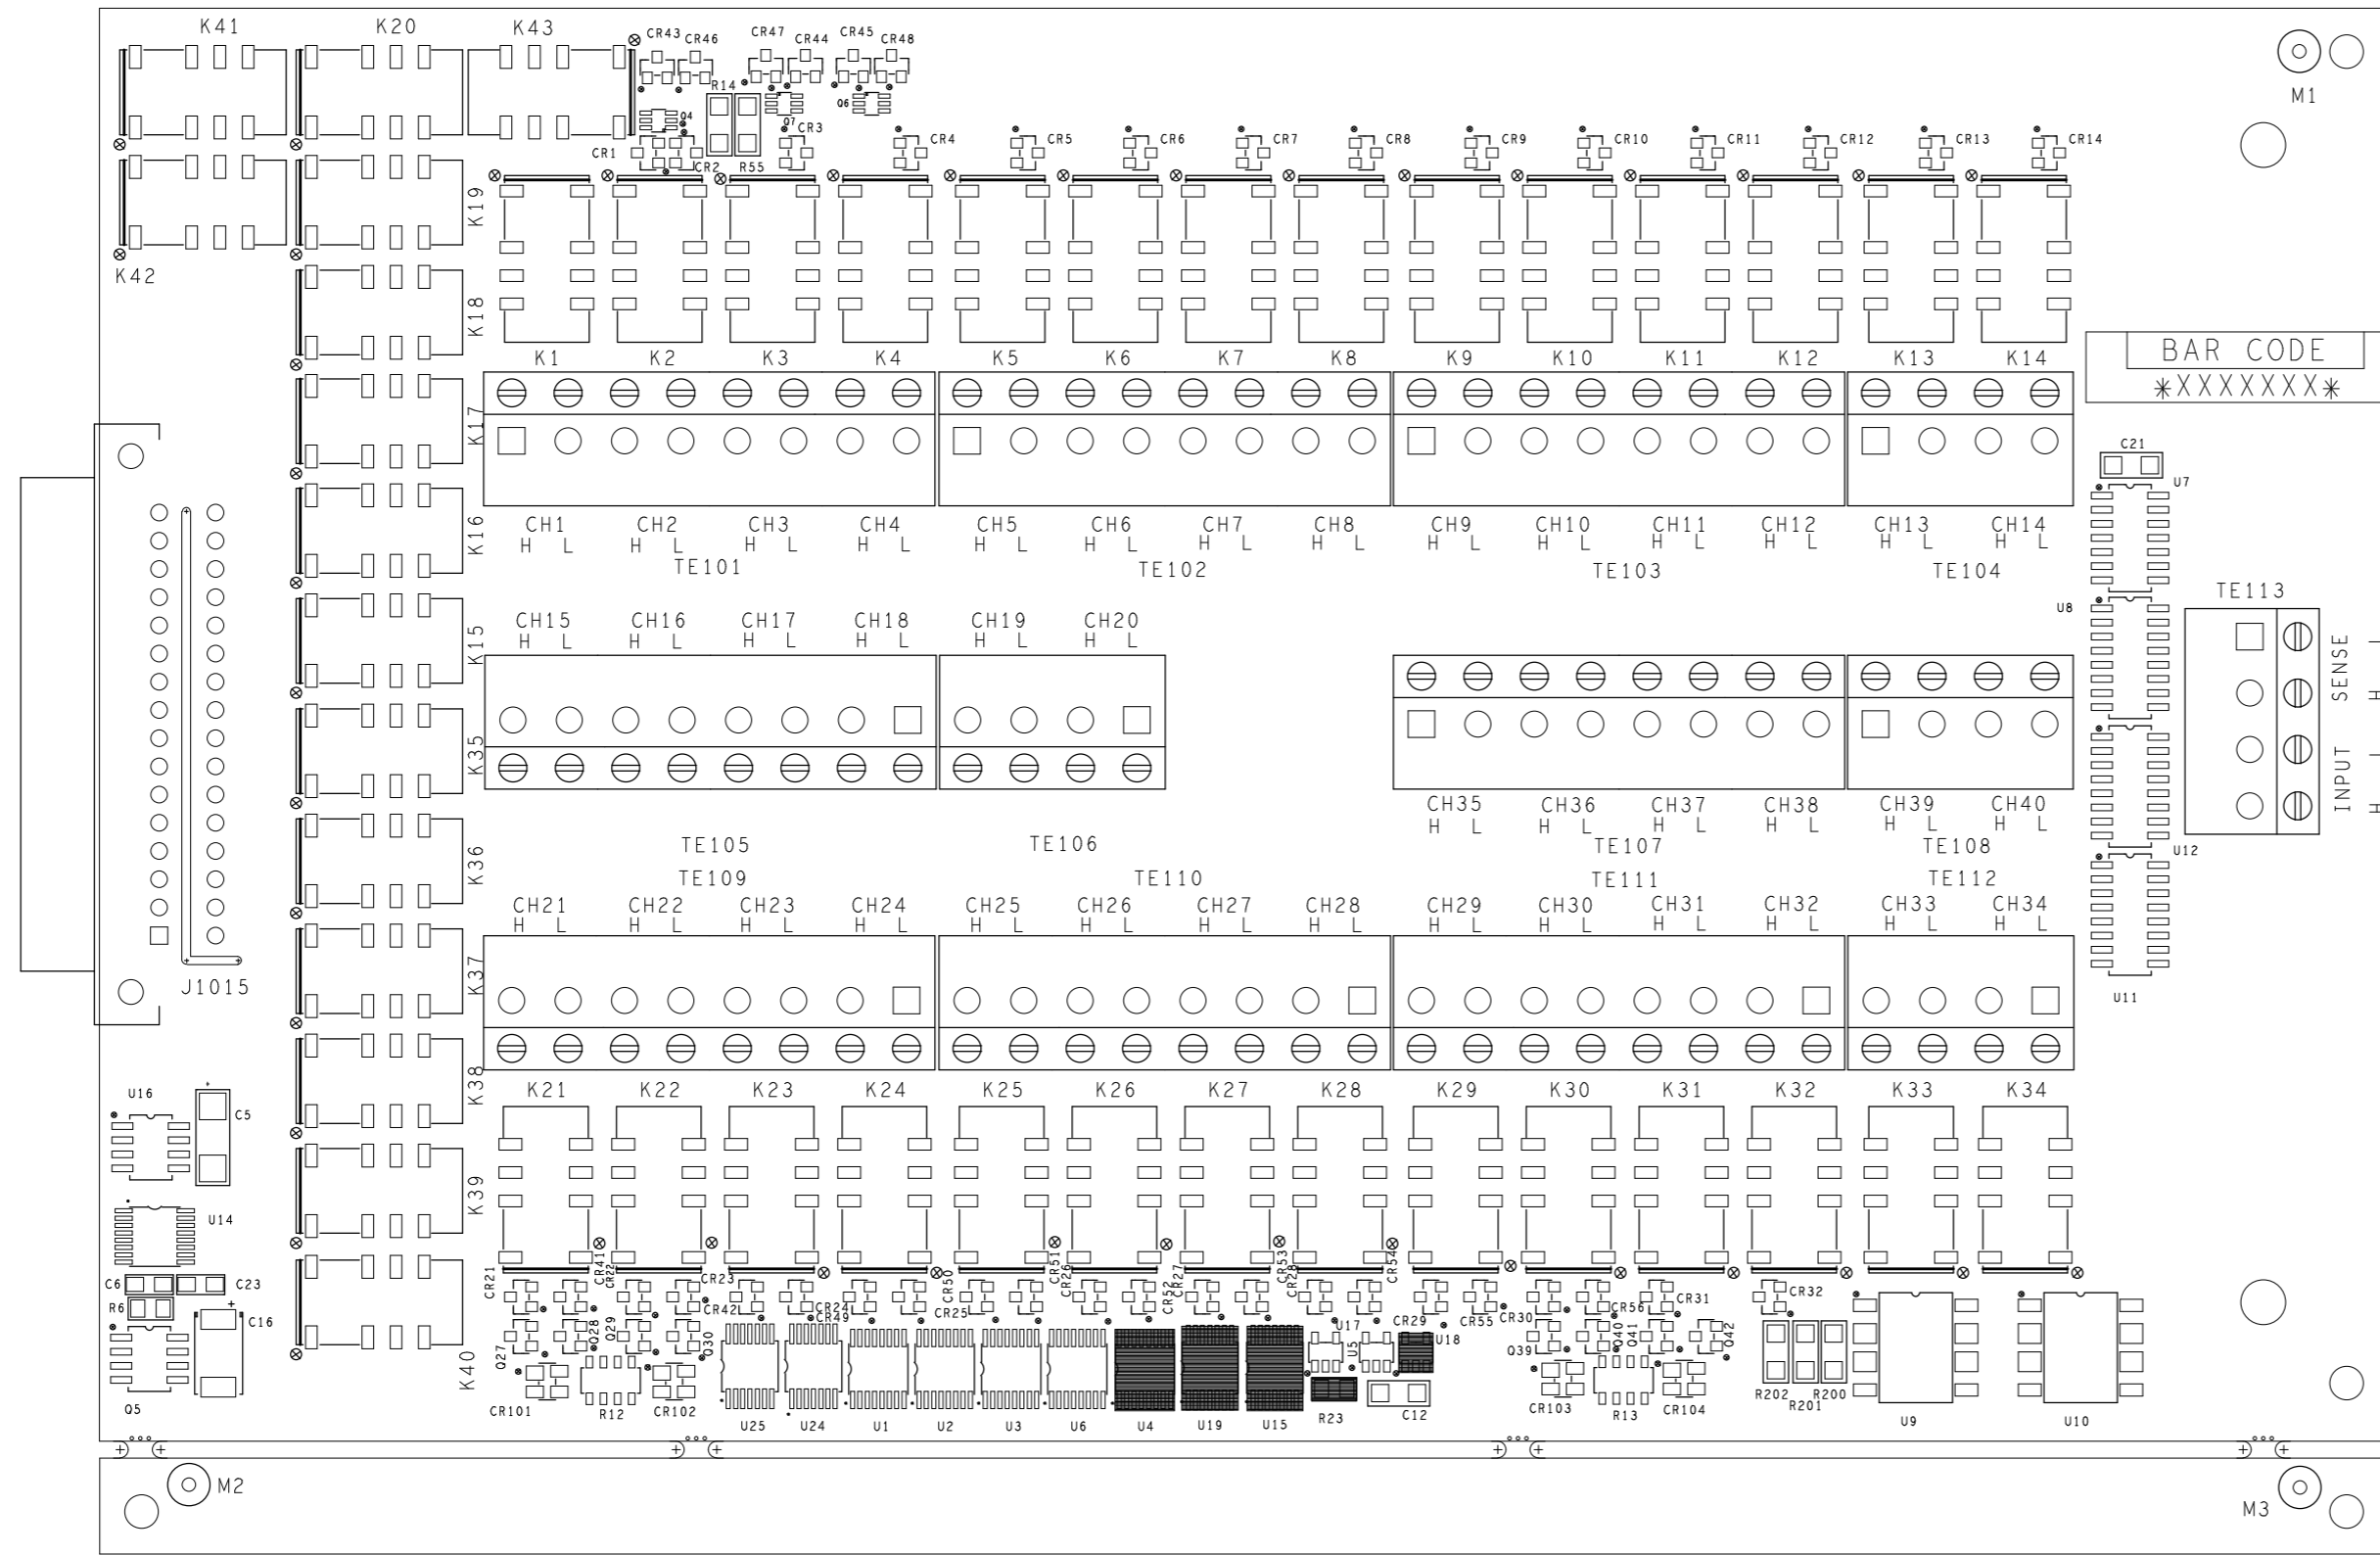 K41 K20 K43
CR43 CR46 CR47 CR44 CR45 CR48
R14
Q4 Q7 Q6
M1
CR1 CR2 R55 CR3 CR4 CR5 CR6 CR7 CR8 CR9 CR10 CR11 CR12 CR13 CR14
K42
K19
K18
K17
K16
K15
K35
K36
K37
K38
K39
K40
K1 K2 K3 K4 K5 K6 K7 K8 K9 K10 K11 K12 K13 K14
BAR CODE
*XXXXXXX*
C21
U7
CH1 CH2 CH3 CH4 CH5 CH6 CH7 CH8 CH9 CH10 CH11 CH12 CH13 CH14
H L H L H L H L H L H L H L H L H L H L H L H L H L H L
TE101 TE102 TE103 TE104
TE113
U8
CH15 CH16 CH17 CH18 CH19 CH20
H L H L H L H L H L H L
SENSE
H
INPUT
H
CH35 CH36 CH37 CH38 CH39 CH40
H L H L H L H L H L H L
TE105 TE106 TE107 TE108
U12
TE109 TE110 TE111 TE112
CH21 CH22 CH23 CH24 CH25 CH26 CH27 CH28 CH29 CH30 CH31 CH32 CH33 CH34
H L H L H L H L H L H L H L H L H L H L H L H L H L H L
J1015
U11
U16
C5
K21 K22 K23 K24 K25 K26 K27 K28 K29 K30 K31 K32 K33 K34
U14
C6 C23
R6
C16
Q5
CR21 CR41 CR22 CR23 CR42 CR24 CR49 CR50 CR25 CR51 CR26 CR52 CR27 CR53 CR28 CR54 CR29 CR55 CR30 CR56 CR31 CR32
Q27 Q28 Q29 Q30 U17 U5 U18 Q39 Q40 Q41 Q42
CR101 R12 CR102 U25 U24 U1 U2 U3 U6 U4 U19 U15 R23 C12 CR103 R13 CR104 R202 R201 R200 U9 U10
M2
M3